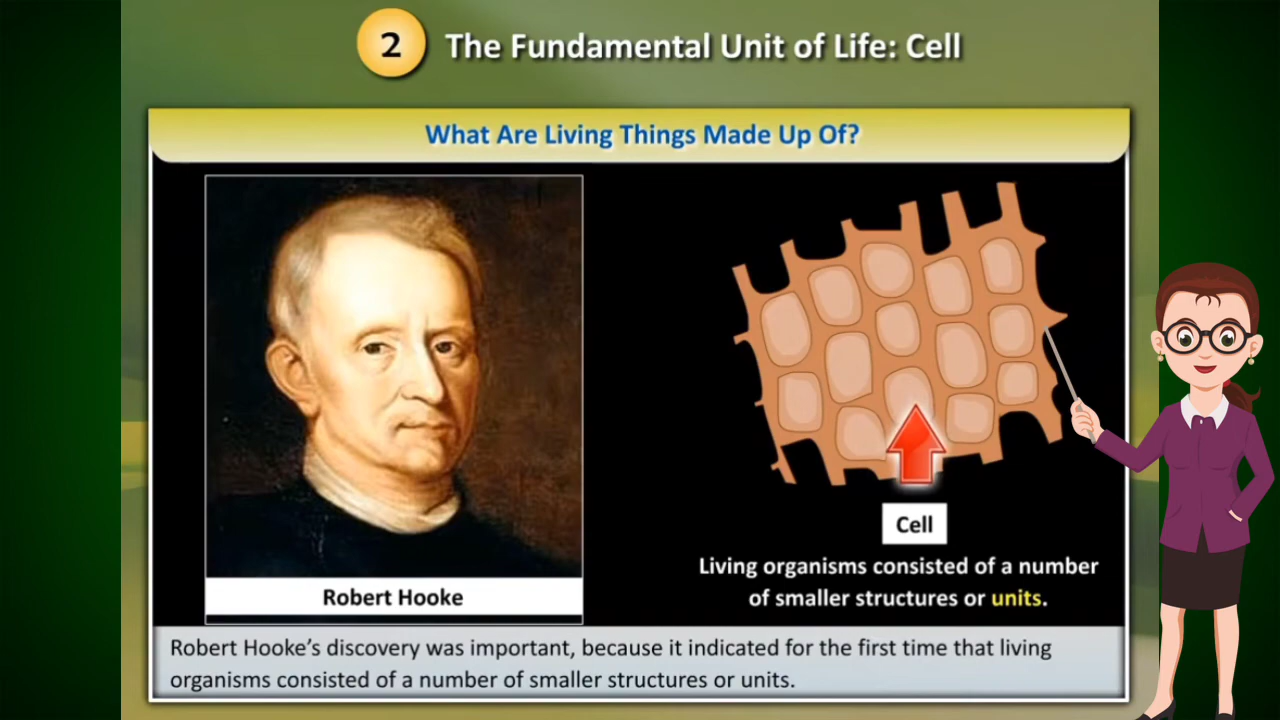 2 The Fundamental Unit of Life: Cell
What Are Living Things Made Up Of?
Robert Hooke
Cell
Living organisms consisted of a number
of smaller structures or units.
Robert Hooke's discovery was important, because it indicated for the first time that living
organisms consisted of a number of smaller structures or units.